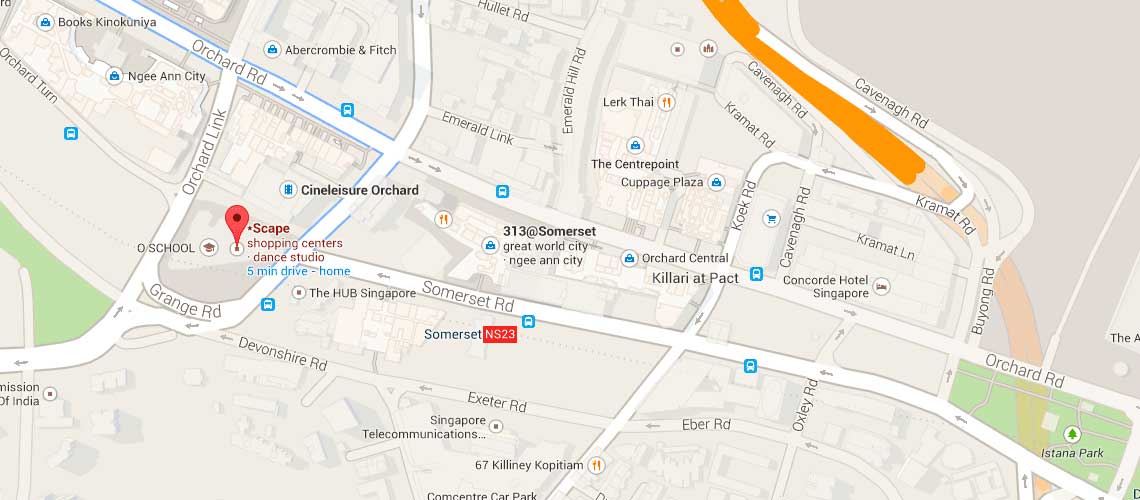 rd
Books Kinokuniya
Ngee Ann City
Orchard Turn
Orchard Rd
Abercrombie & Fitch
Hullet Rd
Emerald Hill Rd
Emerald Link
Lerk Thai
The Centrepoint
Cuppage Plaza
Cavenagh Rd
Kramat Rd
Cavenagh Rd
Kramat Rd
Kramat Ln
Koek Rd
Cavenagh Rd
Buyong Rd
Orchard Link
Cineleisure Orchard
O SCHOOL
*Scape
shopping centers
· dance studio
5 min drive - home
313@Somerset
great world city
· ngee ann city
Orchard Central
Killari at Pact
Concorde Hotel
Singapore
The HUB Singapore
Grange Rd
Somerset Rd
Somerset NS23
Devonshire Rd
Exeter Rd
Eber Rd
Oxley Rd
Orchard Rd
The A
mission
Of India
Singapore
Telecommunications...
67 Killiney Kopitiam
Comcentre Car Park
Istana Park
D